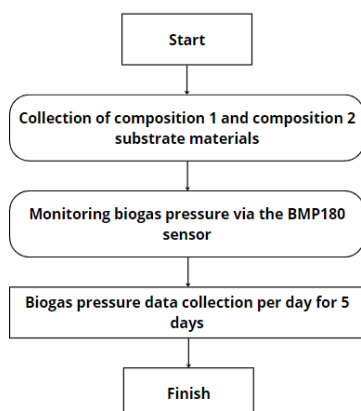 Start
Collection of composition 1 and composition 2
substrate materials
Monitoring biogas pressure via the BMP180
sensor
Biogas pressure data collection per day for 5
days
Finish